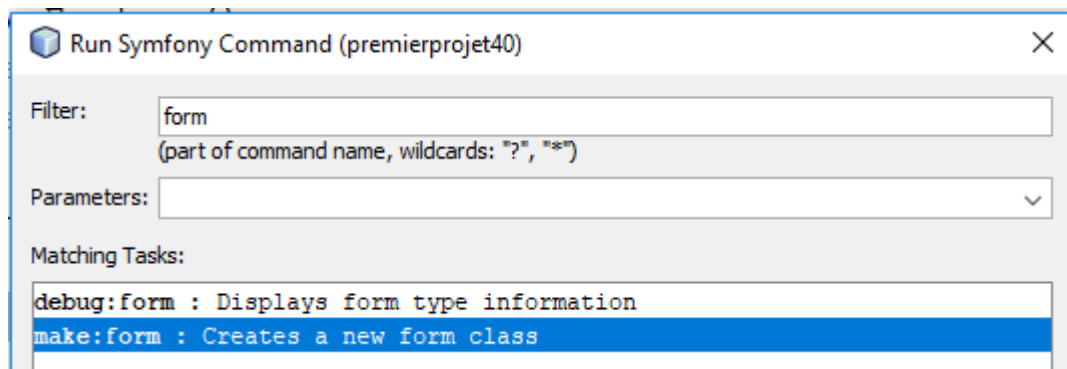 Run Symfony Command (premierprojet40)
Filter:
form
(part of command name, wildcards: "?", "*")
Parameters:
Matching Tasks:
debug:form : Displays form type information
make:form : Creates a new form class